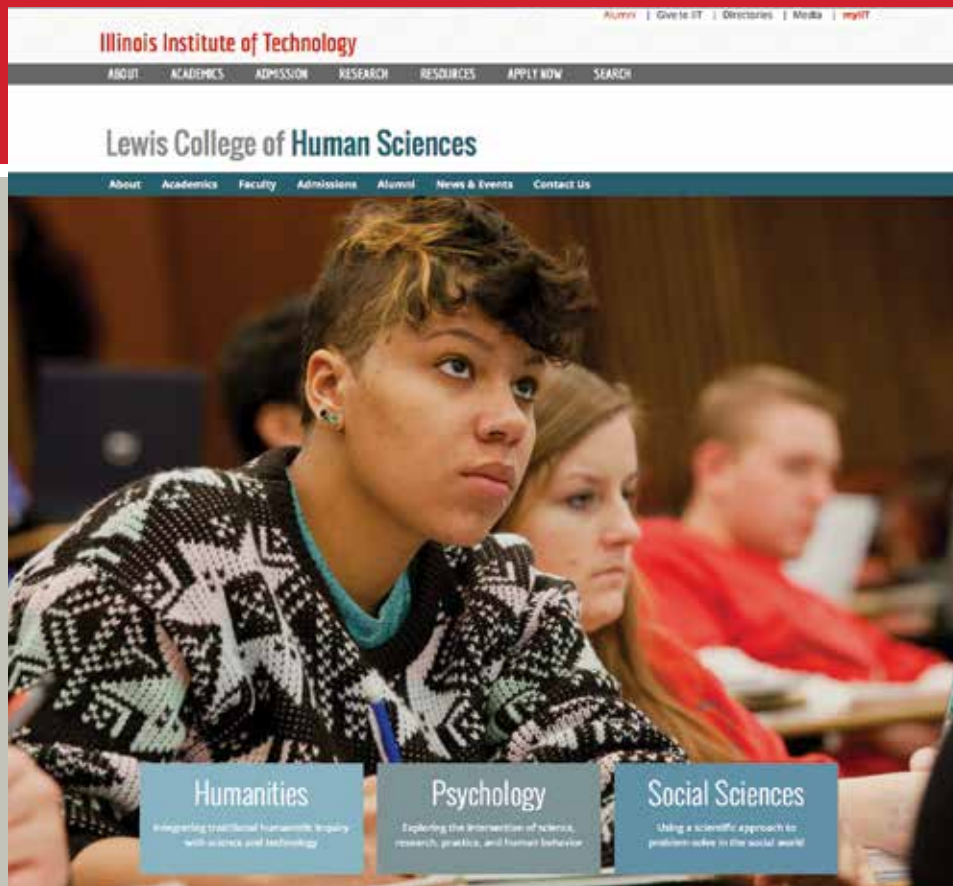 Alumni | Give to IIT | Directories | Media | myIIT
Illinois Institute of Technology
ABOUT ACADEMICS ADMISSION RESEARCH RESOURCES APPLY NOW SEARCH
Lewis College of Human Sciences
About Academics Faculty Admissions Alumni News & Events Contact Us
Humanities Psychology Social Sciences
Integrating traditional humanistic inquiry
with science and technology
Exploring the intersection of science,
research, practice, and human behavior
Using a scientific approach to
problem-solve in the social world